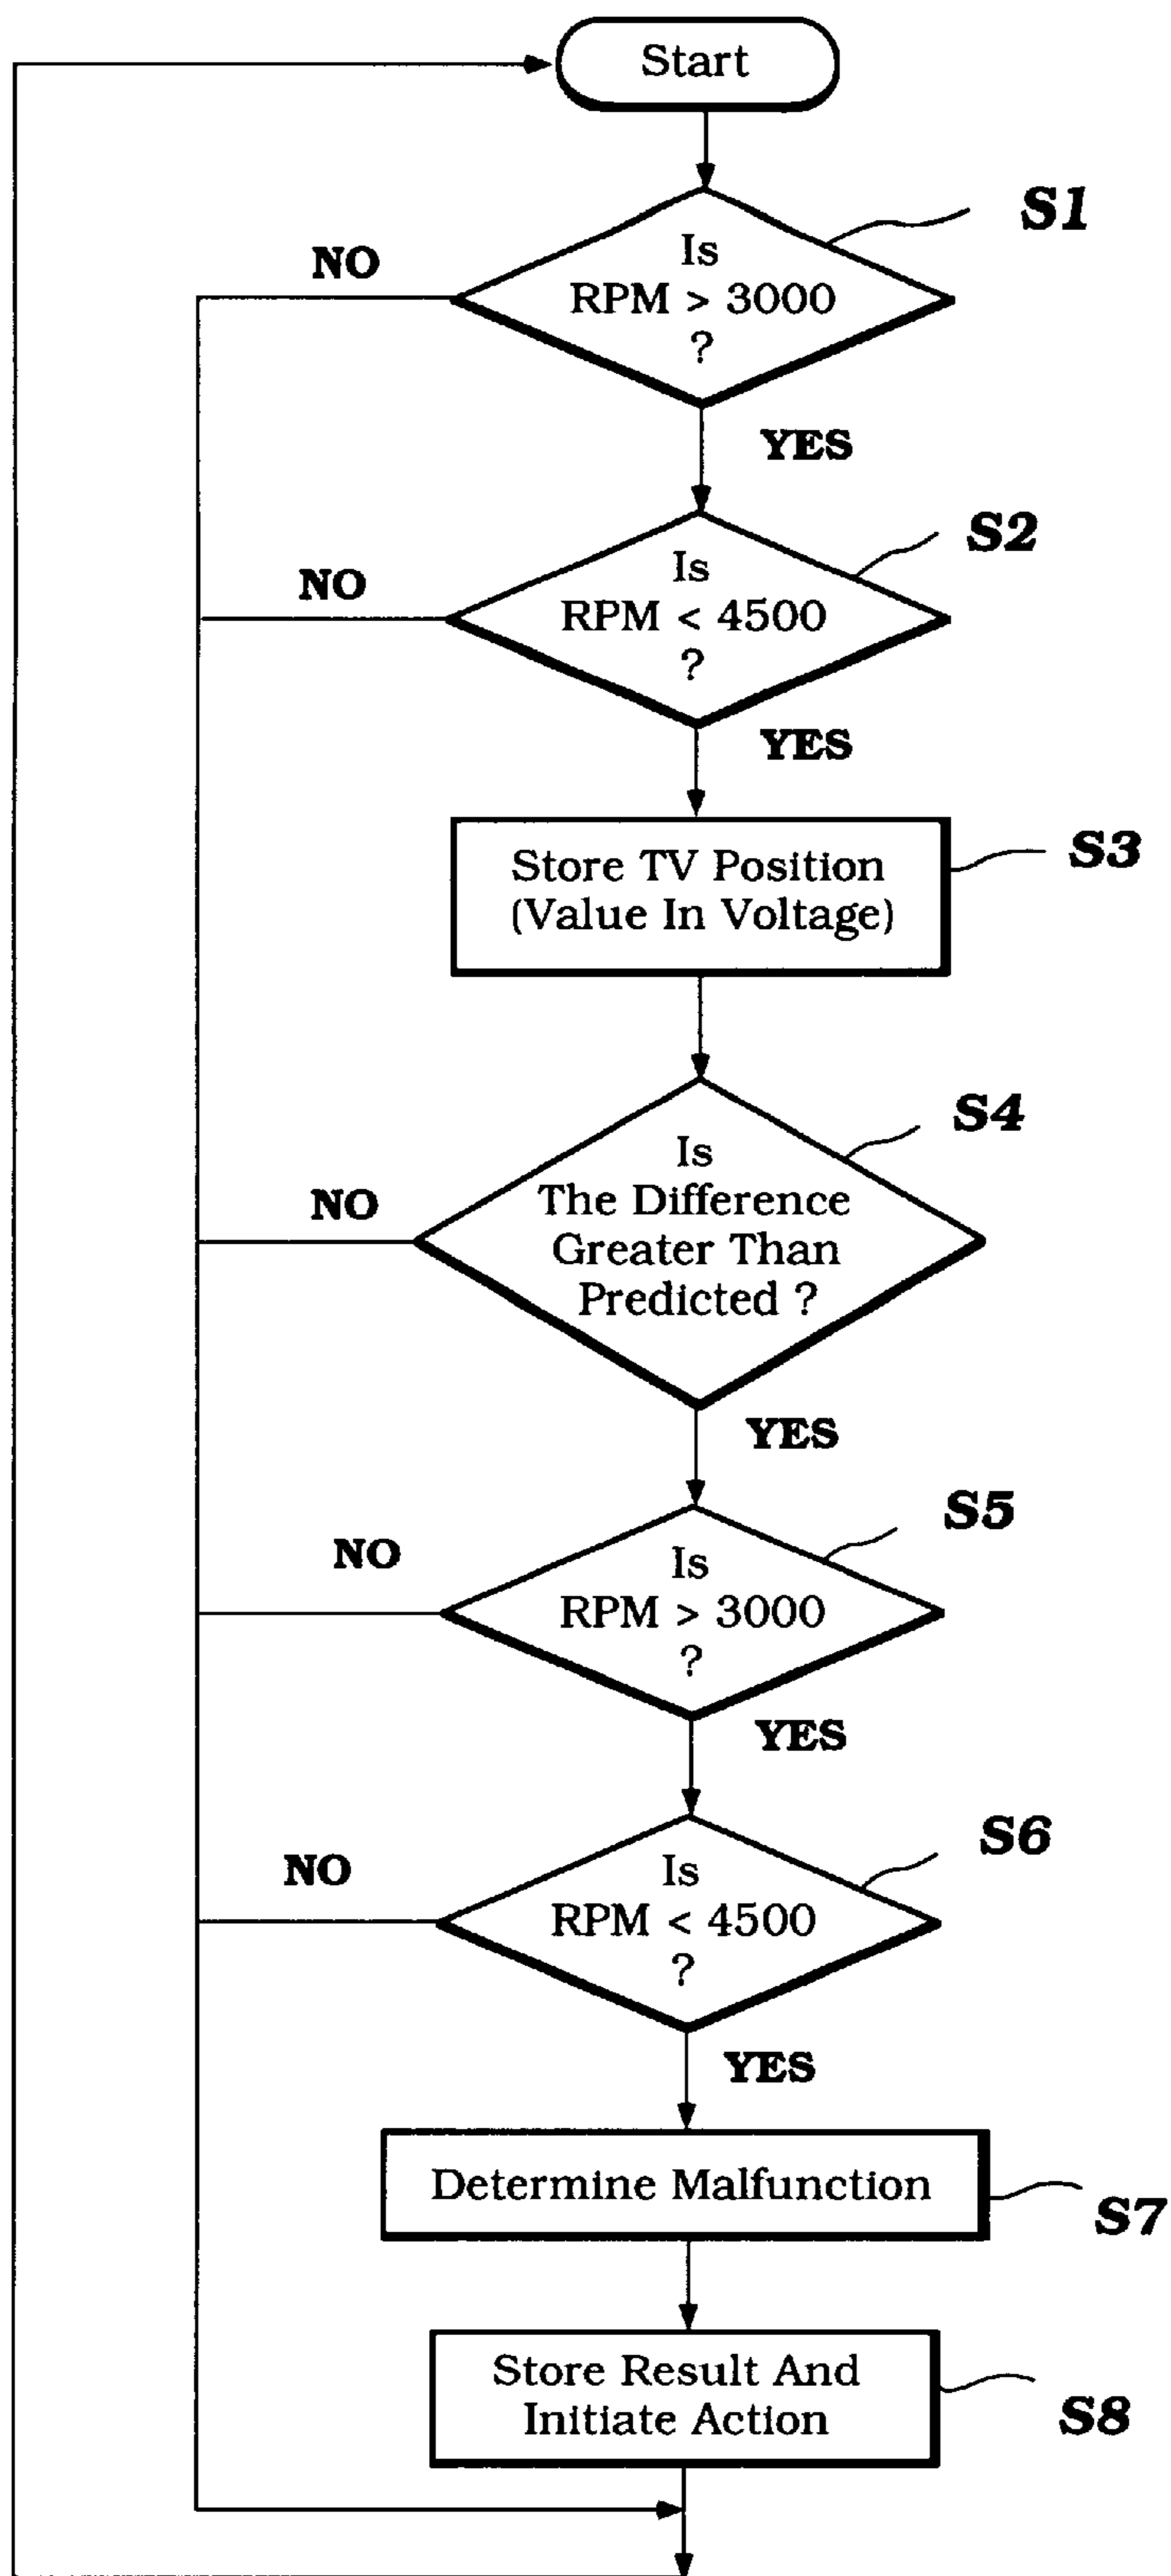 Start
S1
NO
Is
RPM > 3000
?
YES
S2
NO
Is
RPM < 4500
?
YES
S3
Store TV Position
(Value In Voltage)
S4
NO
Is
The Difference
Greater Than
Predicted ?
YES
S5
NO
Is
RPM > 3000
?
YES
S6
NO
Is
RPM < 4500
?
YES
Determine Malfunction
S7
Store Result And
Initiate Action
S8